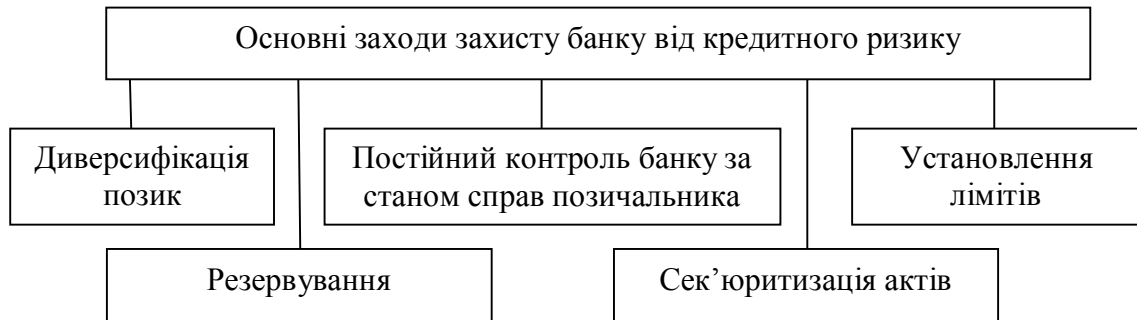 Основні заходи захисту банку від кредитного ризику
Диверсифікація
позик
Постійний контроль банку за
станом справ позичальника
Установлення
лімітів
Резервування
Сек’юритизація актів